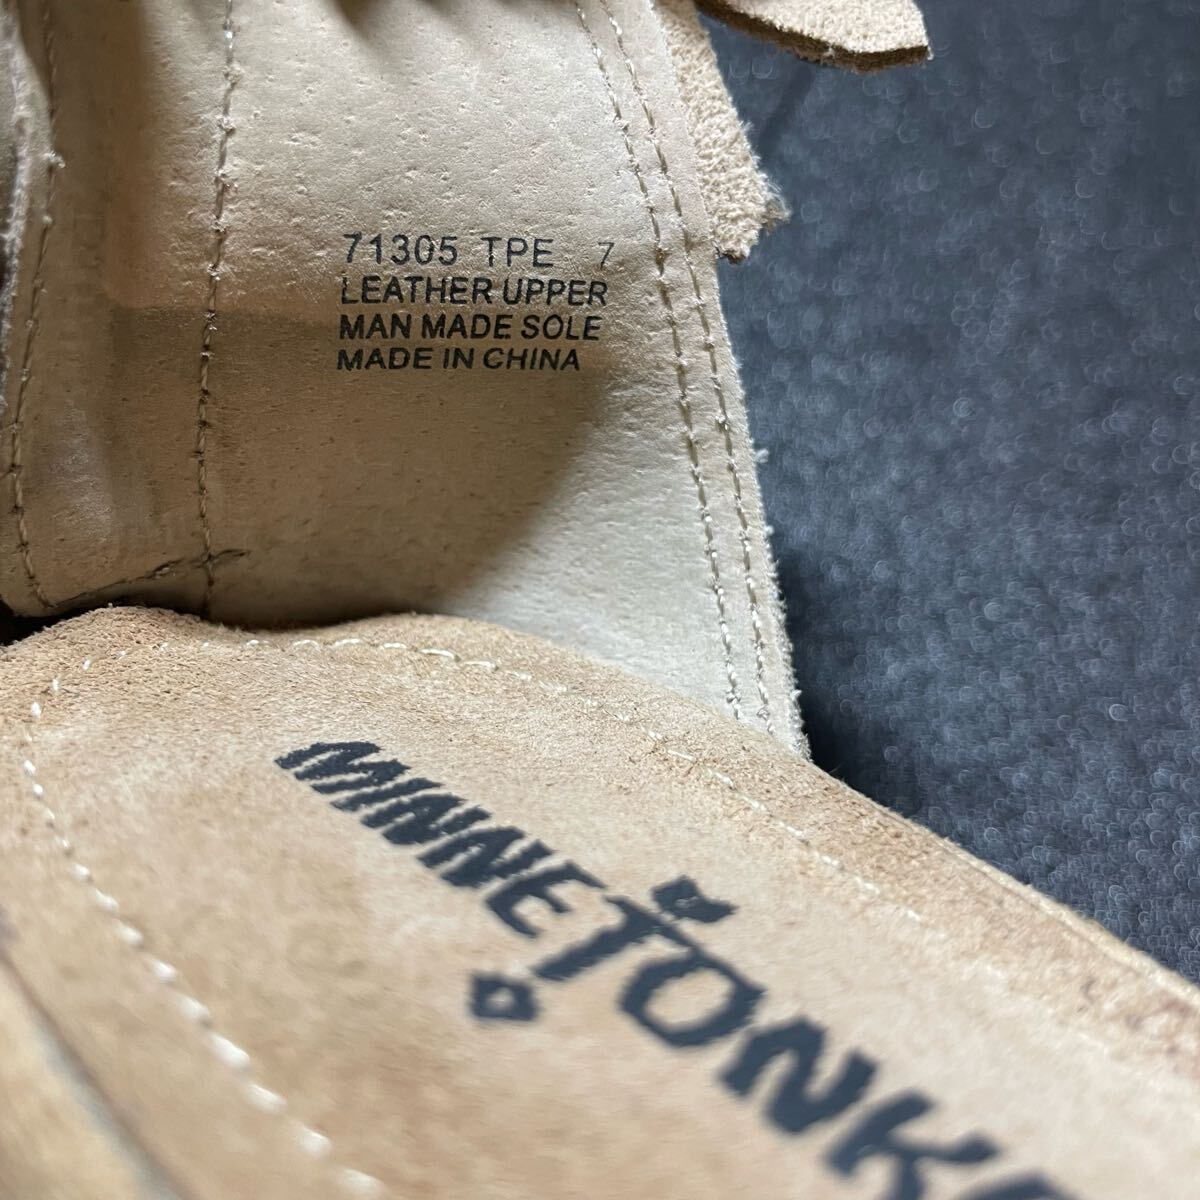 71305 TPE 7
LEATHER UPPER
MAN MADE SOLE
MADE IN CHINA
MINNETONK